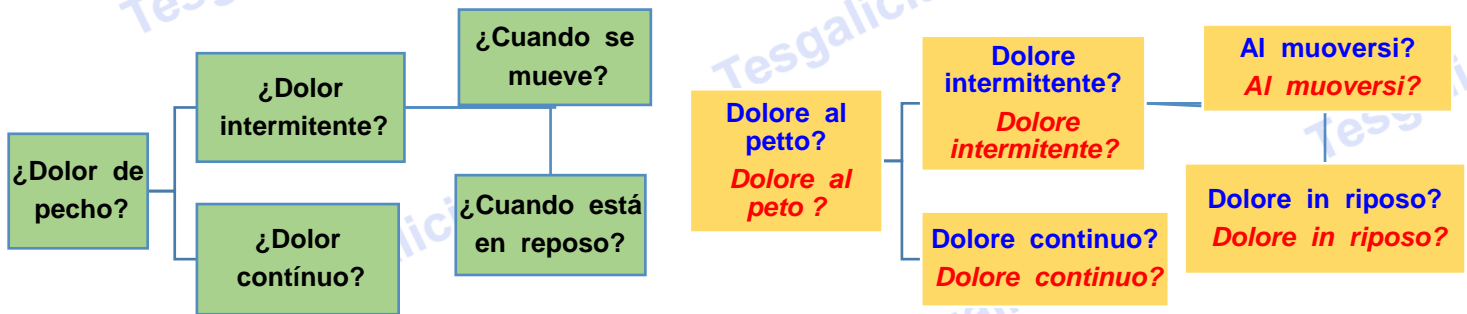 ¿Dolor de
pecho?
¿Dolor
intermitente?
¿Dolor
contínuo?
¿Cuando se
mueve?
¿Cuando está
en reposo?
Dolore al
petto?
Dolore al
peto ?
Dolore
intermittente?
Dolore
intermitente?
Dolore continuo?
Dolore continuo?
Al muoversi?
Al muoversi?
Dolore in riposo?
Dolore in riposo?
Tesgalicia